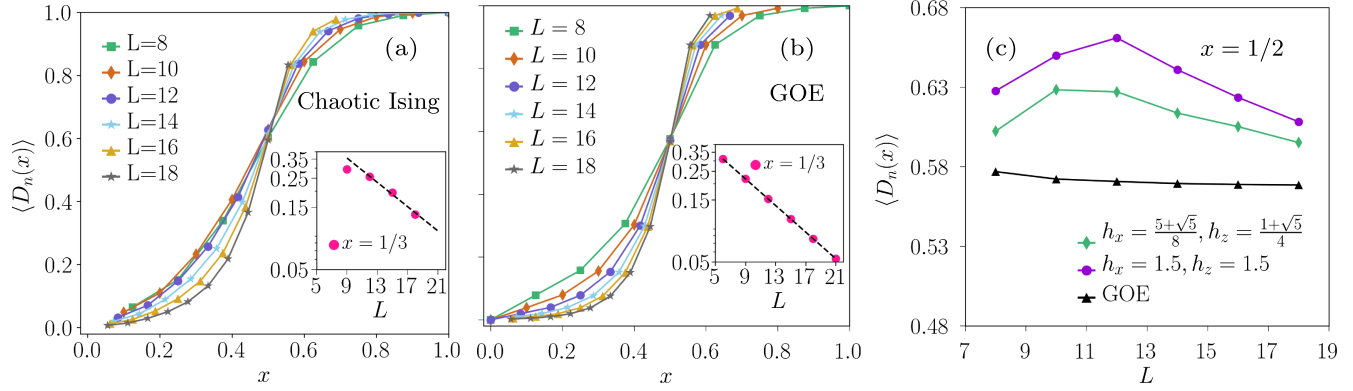 (a)
L=8
L=10
L=12
L=14
L=16
L=18
Chaotic Ising
⟨D_n(x)⟩
1.0
0.8
0.6
0.4
0.2
0.0
0.0 0.2 0.4 0.6 0.8 1.0
x
0.35
0.25
0.15
0.05
x = 1/3
5 9 13 17 21
L
(b)
L = 8
L = 10
L = 12
L = 14
L = 16
L = 18
GOE
0.0 0.2 0.4 0.6 0.8 1.0
x
0.35
0.25
0.15
0.05
x = 1/3
5 9 13 17 21
L
(c) x = 1/2
⟨D_n(x)⟩
0.68
0.63
0.58
0.53
0.48
h_x = \frac{5+√5}{8}, h_z = \frac{1+√5}{4}
h_x = 1.5, h_z = 1.5
GOE
7 9 11 13 15 17 19
L